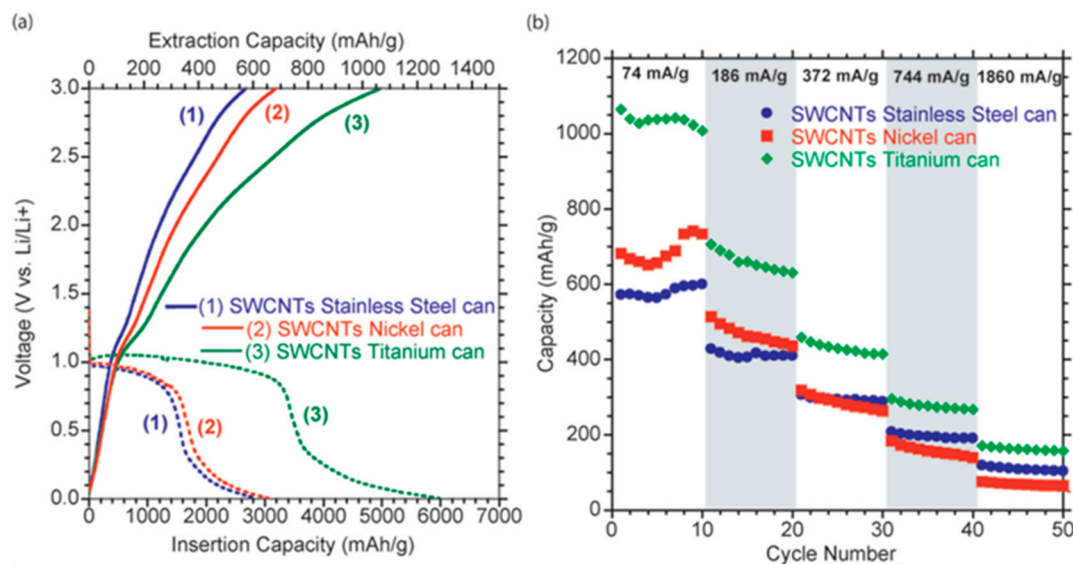 (a)
Extraction Capacity (mAh/g)
0 200 400 600 800 1000 1200 1400
3.0
2.5
2.0
1.5
1.0
0.5
0.0
Voltage (V vs. Li/Li+)
(1)
(2)
(3)
(1) SWCNTs Stainless Steel can
(2) SWCNTs Nickel can
(3) SWCNTs Titanium can
(1)
(2)
(3)
0 1000 2000 3000 4000 5000 6000 7000
Insertion Capacity (mAh/g)
(b)
1200
1000
800
600
400
200
0
Capacity (mAh/g)
74 mA/g 186 mA/g 372 mA/g 744 mA/g 1860 mA/g
SWCNTs Stainless Steel can
SWCNTs Nickel can
SWCNTs Titanium can
0 10 20 30 40 50
Cycle Number